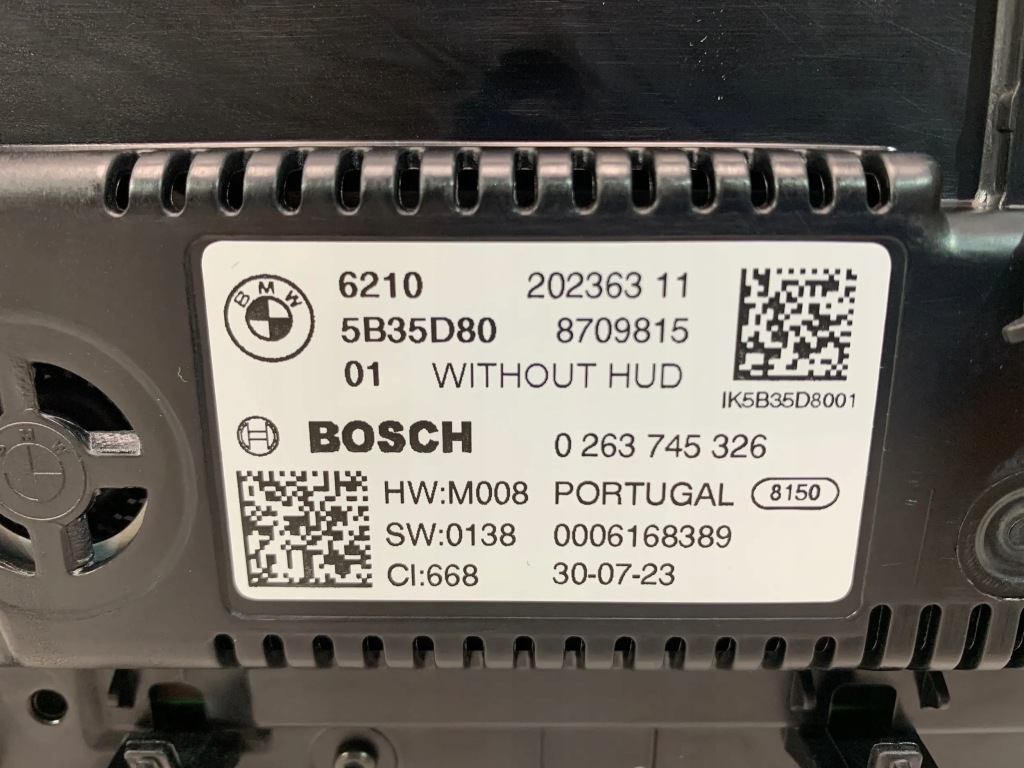 BMW
6210 202363 11
5B35D80 8709815
01 WITHOUT HUD
IK5B35D8001
BOSCH 0 263 745 326
HW:M008 PORTUGAL 8150
SW:0138 0006168389
CI:668 30-07-23
BMW